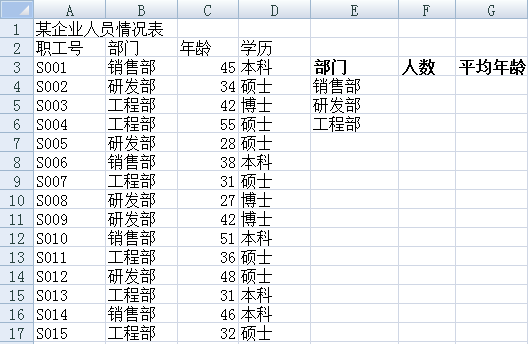 A B C D E F G
1 某企业人员情况表
2 职工号 部门 年龄 学历
3 S001 销售部 45 本科 部门 人数 平均年龄
4 S002 研发部 34 硕士 销售部
5 S003 工程部 42 博士 研发部
6 S004 工程部 55 硕士 工程部
7 S005 研发部 28 硕士
8 S006 销售部 38 本科
9 S007 工程部 31 硕士
10 S008 研发部 27 博士
11 S009 研发部 42 博士
12 S010 销售部 51 本科
13 S011 工程部 36 硕士
14 S012 研发部 48 硕士
15 S013 工程部 31 本科
16 S014 销售部 46 本科
17 S015 工程部 32 硕士